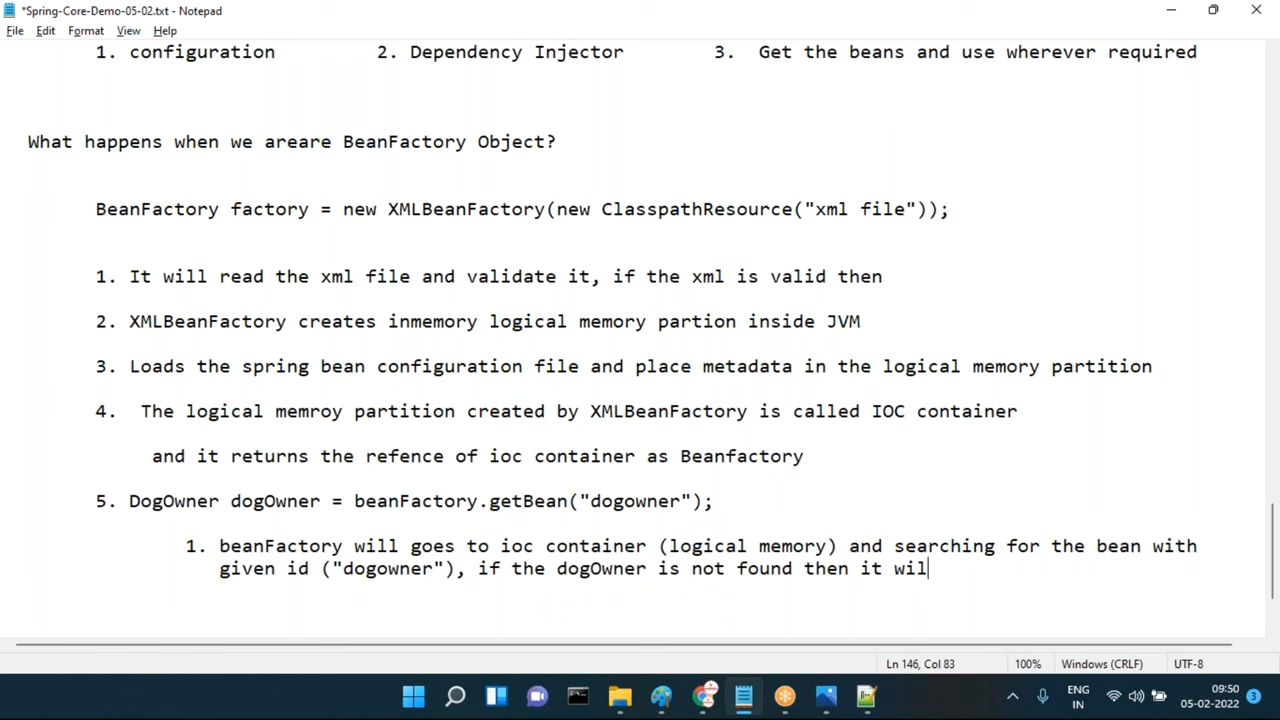 *Spring-Core-Demo-05-02.txt - Notepad
File Edit Format View Help
1. configuration 2. Dependency Injector 3. Get the beans and use wherever required
What happens when we areare BeanFactory Object?
BeanFactory factory = new XMLBeanFactory(new ClasspathResource("xml file"));
1. It will read the xml file and validate it, if the xml is valid then
2. XMLBeanFactory creates inmemory logical memory partion inside JVM
3. Loads the spring bean configuration file and place metadata in the logical memory partition
4. The logical memroy partition created by XMLBeanFactory is called IOC container
and it returns the refence of ioc container as Beanfactory
5. DogOwner dogOwner = beanFactory.getBean("dogowner");
1. beanFactory will goes to ioc container (logical memory) and searching for the bean with
given id ("dogowner"), if the dogOwner is not found then it wil
Ln 146, Col 83 100% Windows (CRLF) UTF-8
ENG 09:50
IN 05-02-2022 3